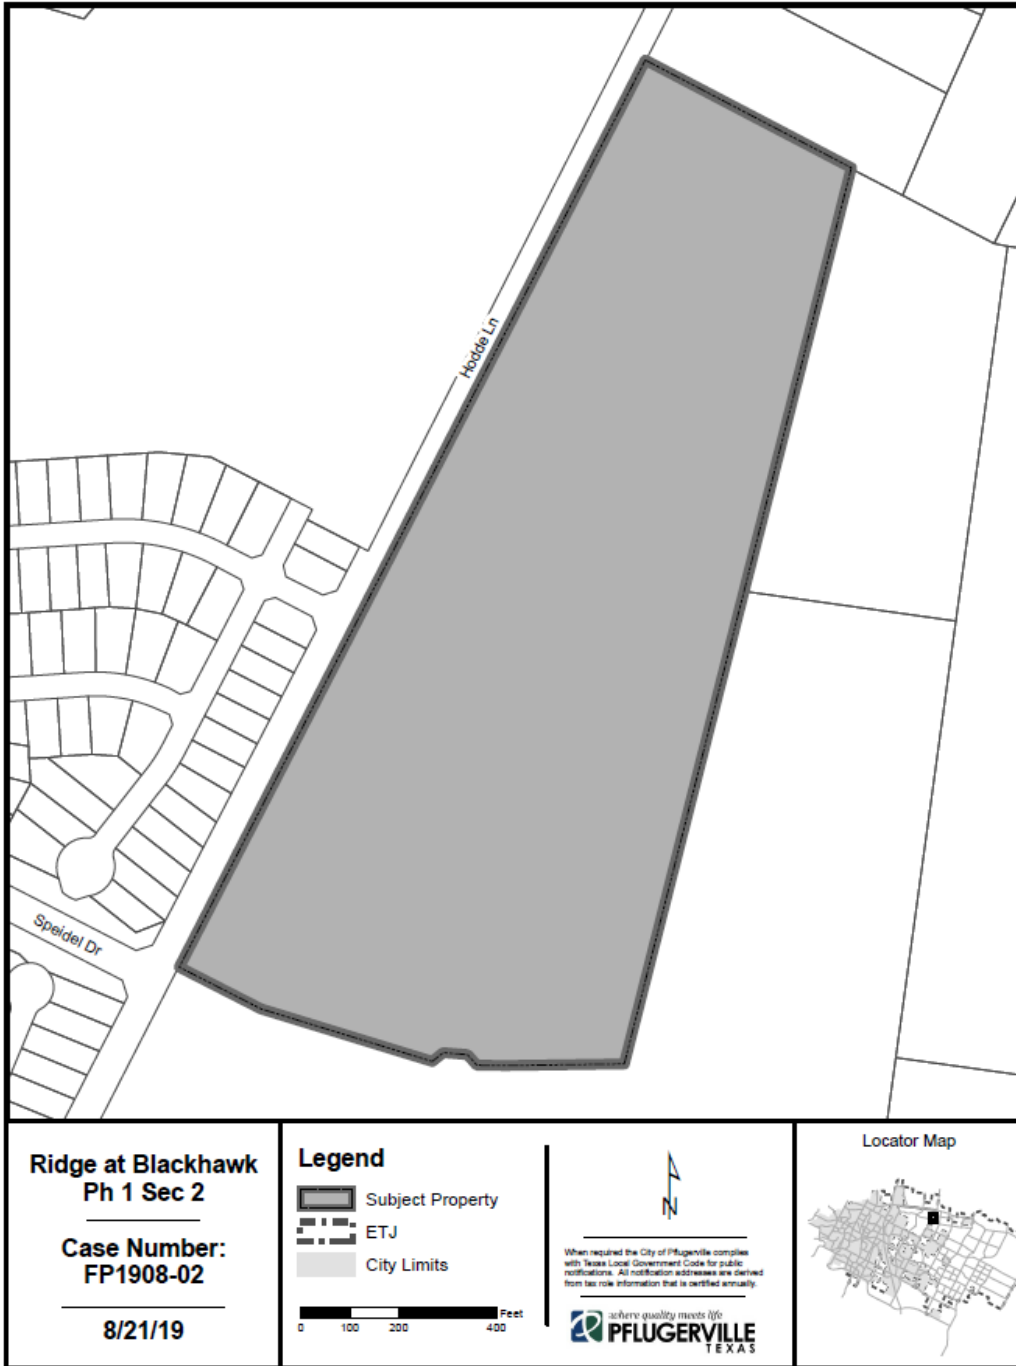 Hodde Ln
Speidel Dr
Ridge at Blackhawk
Ph 1 Sec 2
Case Number:
FP1908-02
8/21/19
Legend
Subject Property
ETJ
City Limits
Feet
0 100 200 400
N
When required the City of Pflugerville complies
with Texas Local Government Code for public
notifications. All notification addresses are derived
from tax role information that is certified annually.
where quality meets life
PFLUGERVILLE
TEXAS
Locator Map